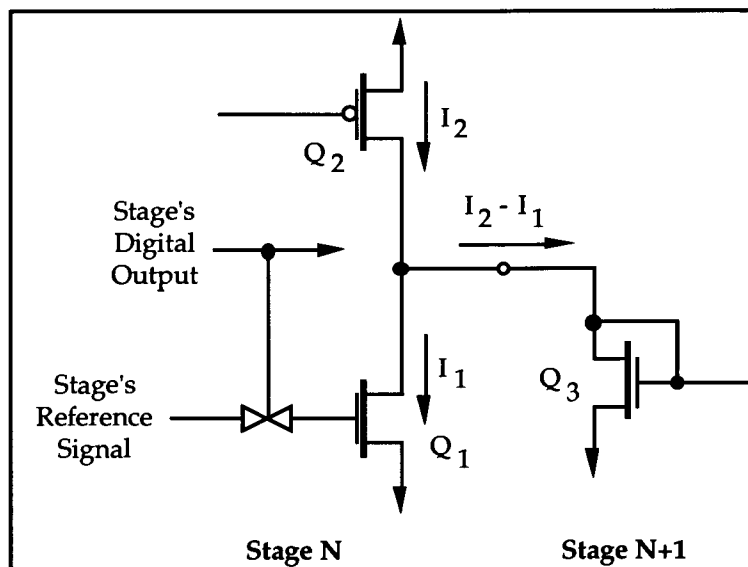 I2
Q2
Stage's
Digital
Output
I2 - I1
Stage's
Reference
Signal
I1
Q1
Q3
Stage N
Stage N+1